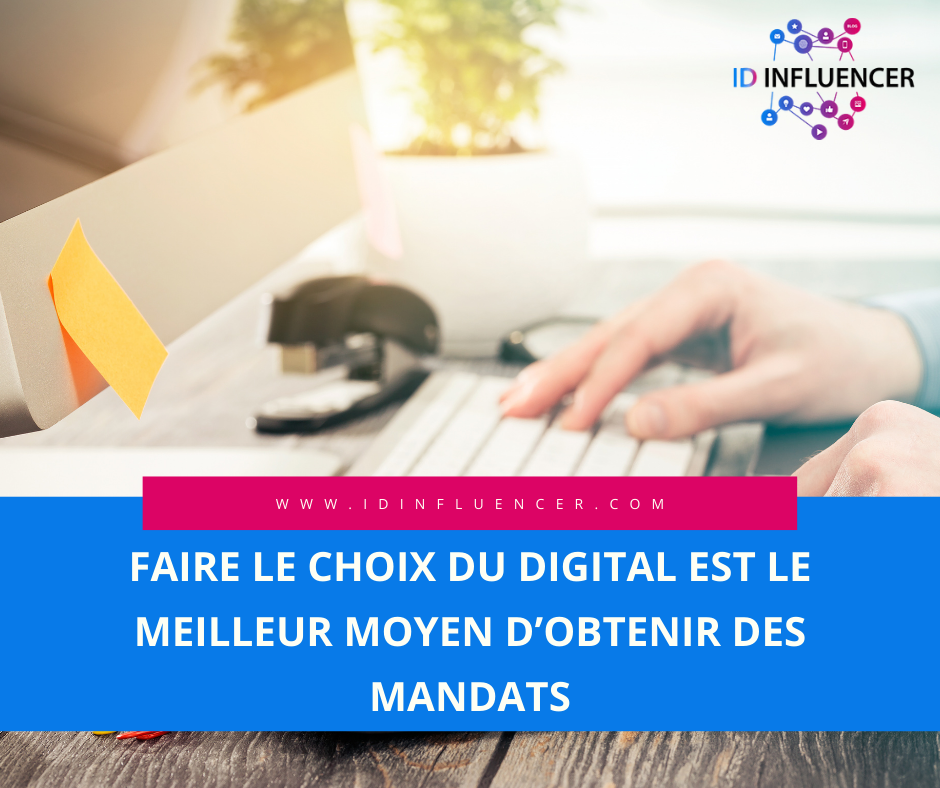 BLOG
ID INFLUENCER
WWW.IDINFLUENCER.COM
FAIRE LE CHOIX DU DIGITAL EST LE
MEILLEUR MOYEN D’OBTENIR DES
MANDATS